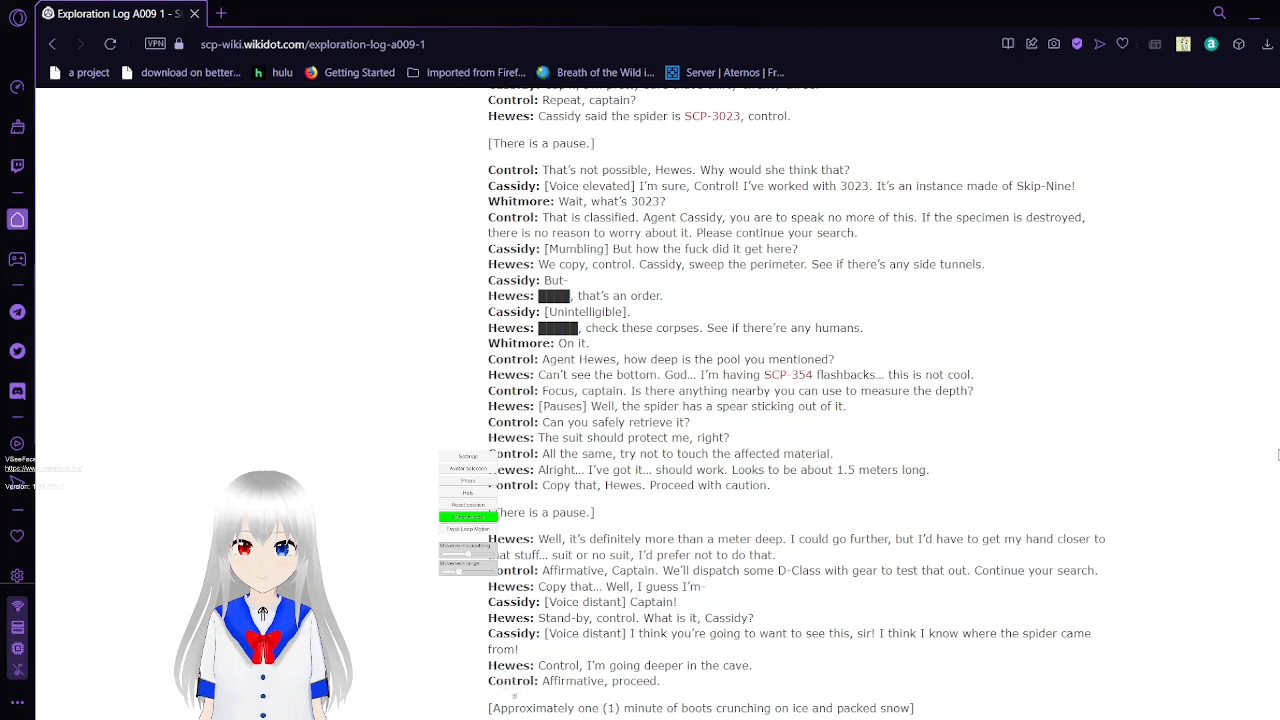 Exploration Log A009 1 - S
scp-wiki.wikidot.com/exploration-log-a009-1
VPN
a project
download on better...
hulu
Getting Started
Imported from Firef...
Breath of the Wild i...
Server | Aternos | Fr...
Control: Repeat, captain?
Hewes: Cassidy said the spider is SCP-3023, control.
[There is a pause.]
Control: That's not possible, Hewes. Why would she think that?
Cassidy: [Voice elevated] I'm sure, Control! I've worked with 3023. It's an instance made of Skip-Nine!
Whitmore: Wait, what's 3023?
Control: That is classified. Agent Cassidy, you are to speak no more of this. If the specimen is destroyed,
there is no reason to worry about it. Please continue your search.
Cassidy: [Mumbling] But how the fuck did it get here?
Hewes: We copy, control. Cassidy, sweep the perimeter. See if there's any side tunnels.
Cassidy: But-
Hewes: ████, that's an order.
Cassidy: [Unintelligible].
Hewes: █████, check these corpses. See if there're any humans.
Whitmore: On it.
Control: Agent Hewes, how deep is the pool you mentioned?
Hewes: Can't see the bottom. God... I'm having SCP-354 flashbacks... this is not cool.
Control: Focus, captain. Is there anything nearby you can use to measure the depth?
Hewes: [Pauses] Well, the spider has a spear sticking out of it.
Control: Can you safely retrieve it?
Hewes: The suit should protect me, right?
Control: All the same, try not to touch the affected material.
Hewes: Alright... I've got it... should work. Looks to be about 1.5 meters long.
Control: Copy that, Hewes. Proceed with caution.
There is a pause.]
Hewes: Well, it's definitely more than a meter deep. I could go further, but I'd have to get my hand closer to
that stuff... suit or no suit, I'd prefer not to do that.
Control: Affirmative, Captain. We'll dispatch some D-Class with gear to test that out. Continue your search.
Hewes: Copy that... Well, I guess I'm-
Cassidy: [Voice distant] Captain!
Hewes: Stand-by, control. What is it, Cassidy?
Cassidy: [Voice distant] I think you're going to want to see this, sir! I think I know where the spider came
from!
Hewes: Control, I'm going deeper in the cave.
Control: Affirmative, proceed.
[Approximately one (1) minute of boots crunching on ice and packed snow]
VSeeFace
Version: 1
Settings
Avatar selection
Props
Help
Reset position
Track Loop Motion
Movement smoothing
Movement range